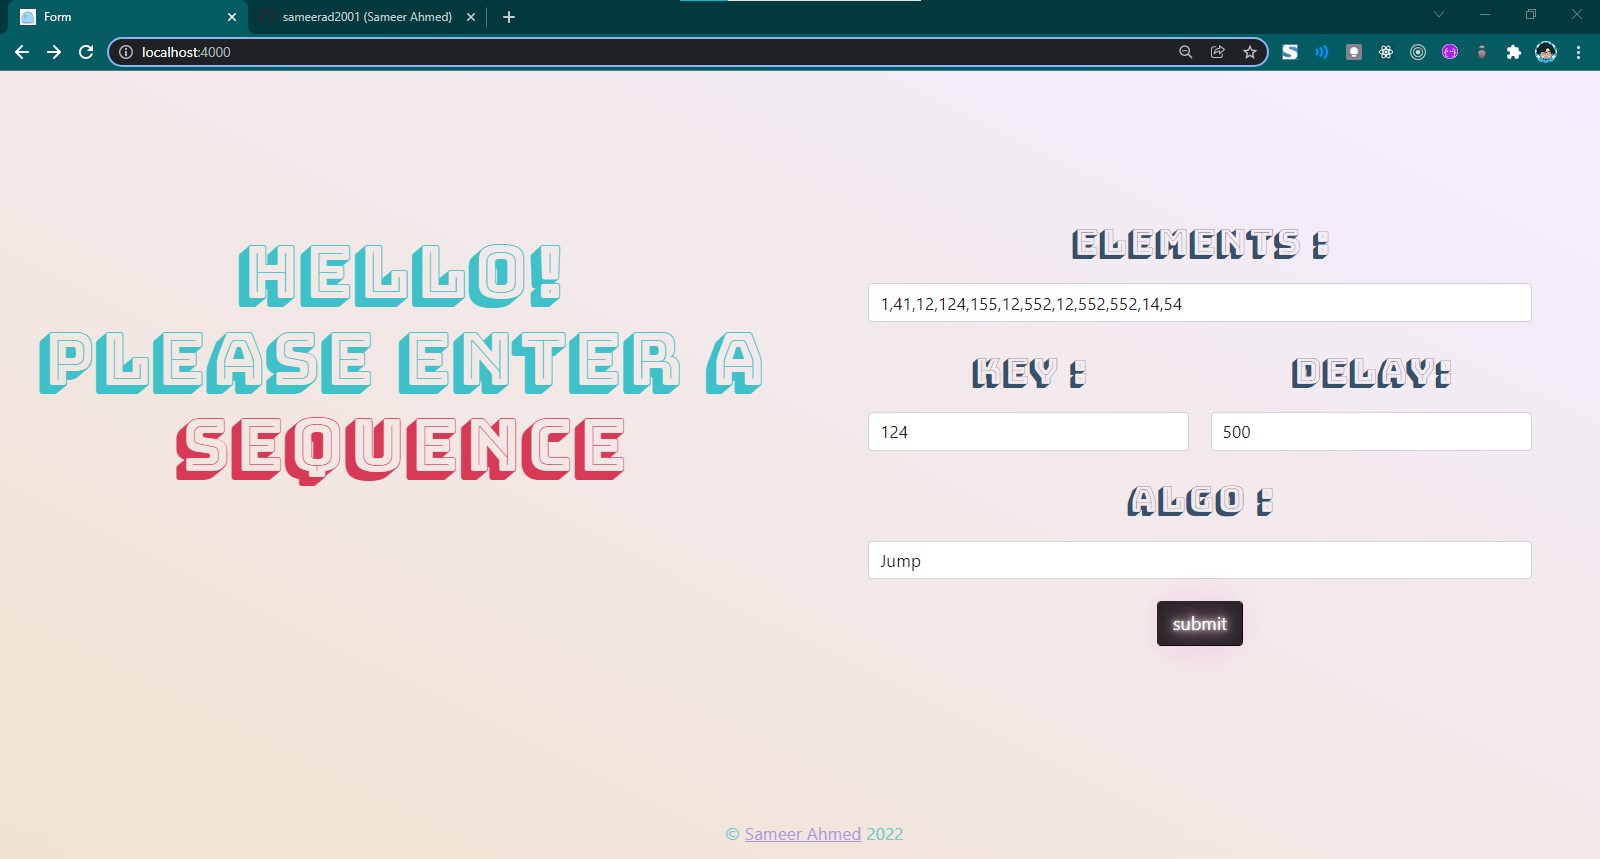 Form
sameerad2001 (Sameer Ahmed)
localhost:4000
HELLO!
PLEASE ENTER A
SEQUENCE
ELEMENTS :
1,41,12,124,155,12,552,12,552,552,14,54
KEY :
DELAY:
124
500
ALGO :
Jump
submit
© Sameer Ahmed 2022